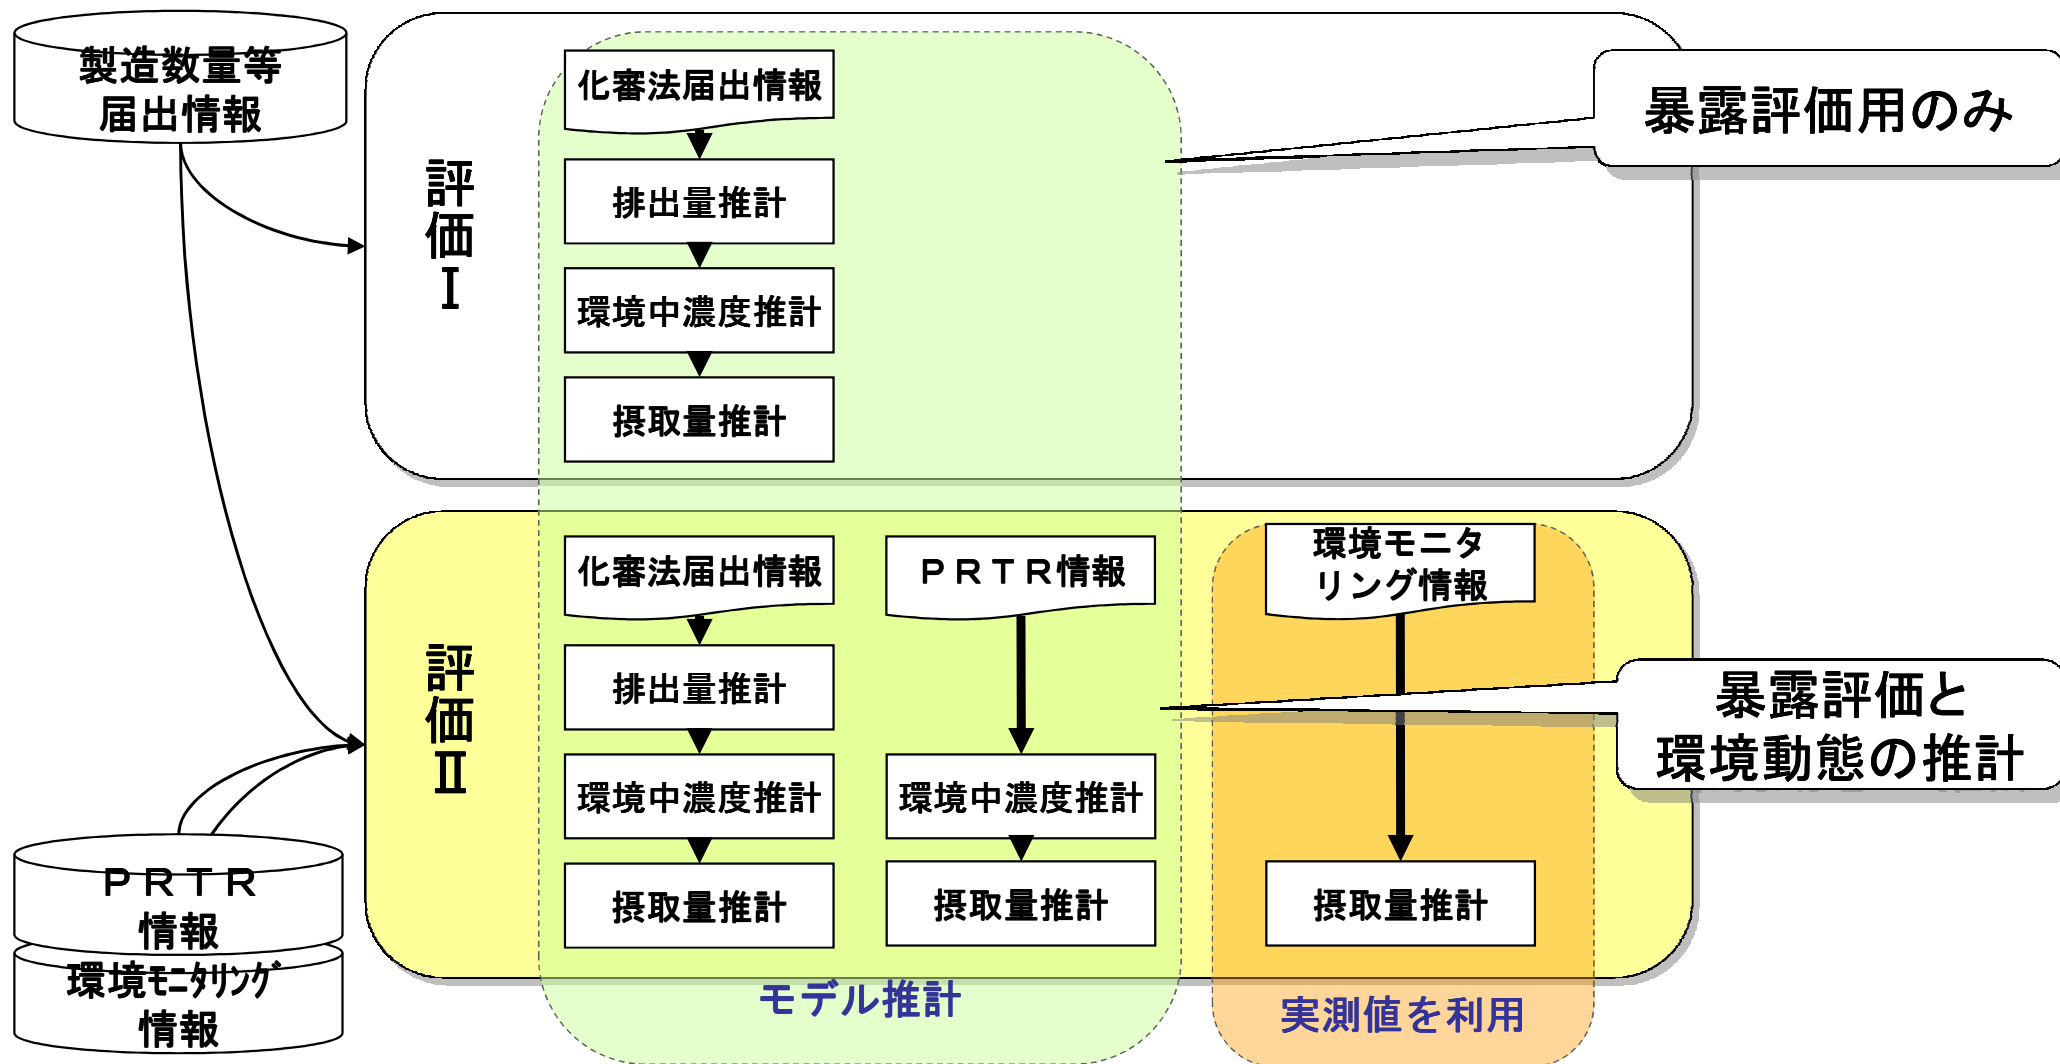 製造数量等
届出情報
評価Ⅰ
化審法届出情報
排出量推計
環境中濃度推計
摂取量推計
暴露評価用のみ
評価Ⅱ
化審法届出情報
排出量推計
環境中濃度推計
摂取量推計
ＰＲＴＲ情報
環境中濃度推計
摂取量推計
環境モニタ
リング情報
摂取量推計
暴露評価と
環境動態の推計
ＰＲＴＲ
情報
環境ﾓﾆﾀﾘﾝｸﾞ
情報
モデル推計
実測値を利用